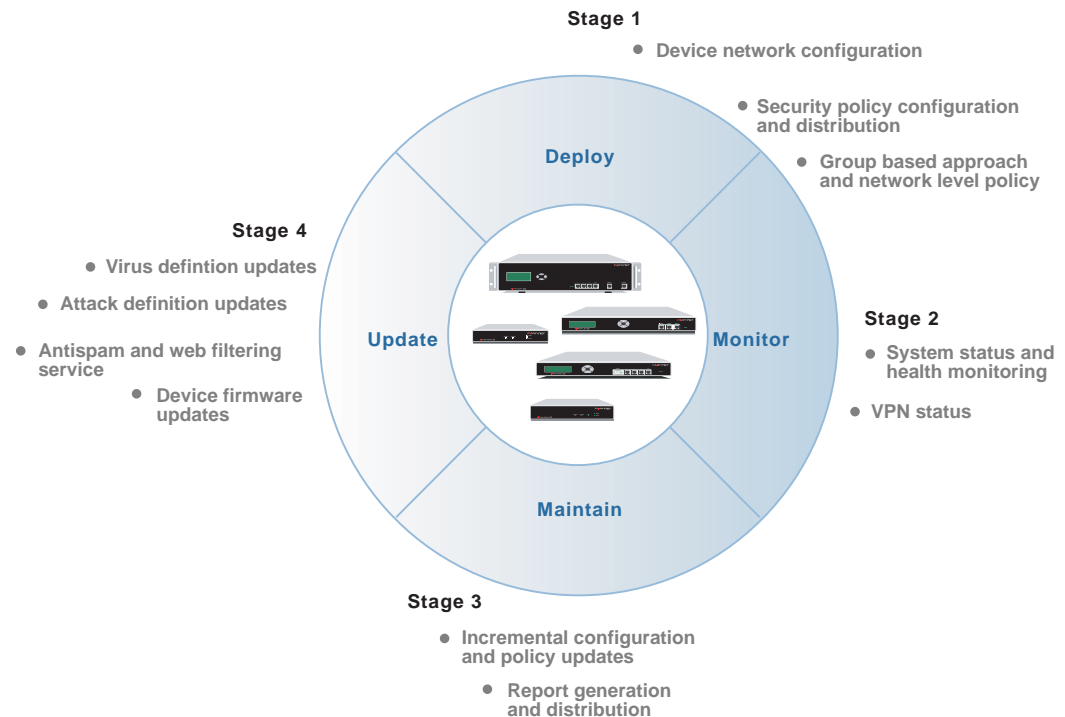 Stage 1
Device network configuration
Security policy configuration
and distribution
Group based approach
and network level policy
Deploy
Stage 4
Virus defintion updates
Attack definition updates
Antispam and web filtering
service
Device firmware
updates
Update
Monitor
Stage 2
System status and
health monitoring
VPN status
Maintain
Stage 3
Incremental configuration
and policy updates
Report generation
and distribution